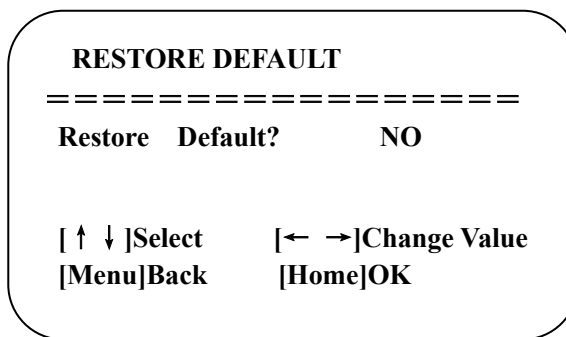 RESTORE DEFAULT
=================
Restore Default? NO
[ ↑ ↓ ]Select [← →]Change Value
[Menu]Back [Home]OK